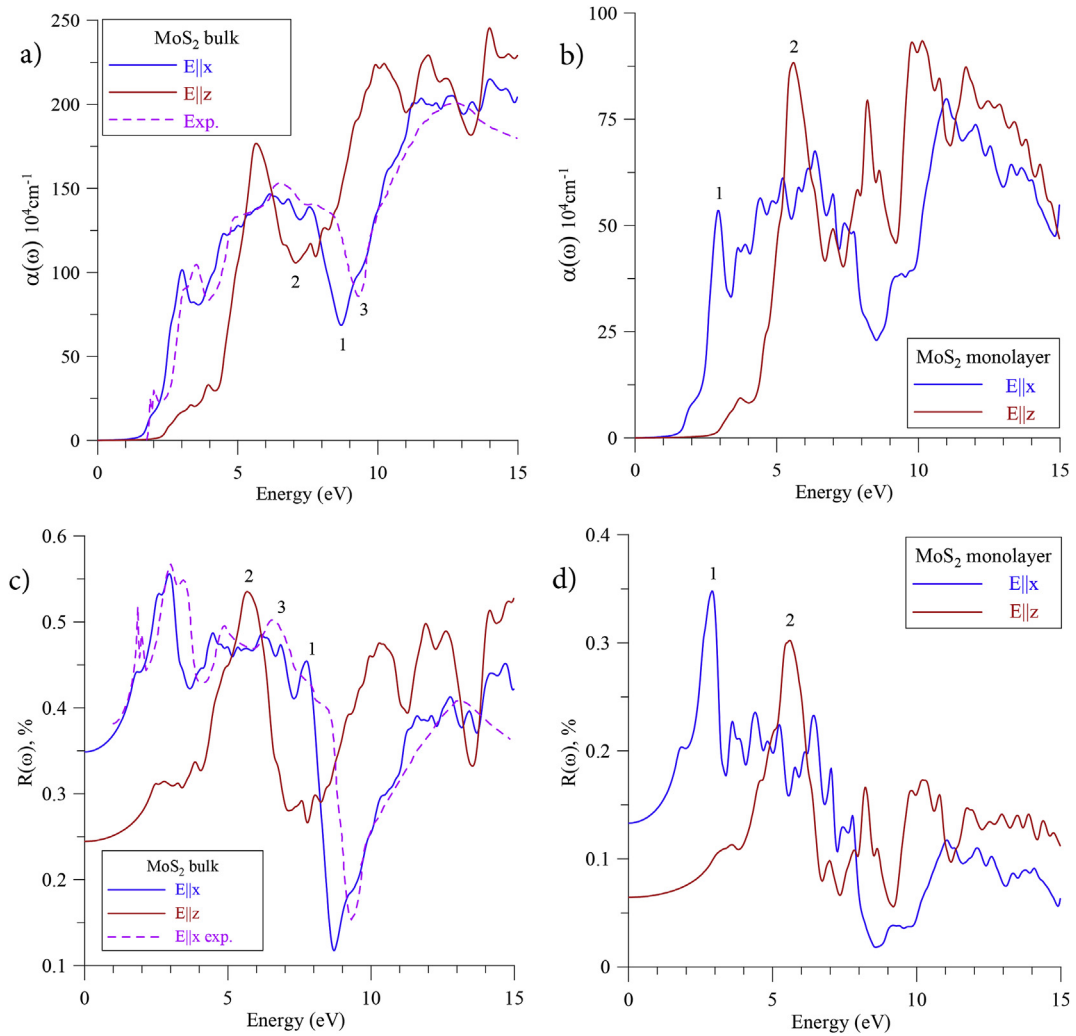 a)
MoS₂ bulk
E||x
E||z
Exp.
250
200
150
100
50
0
α(ω) 10⁴cm⁻¹
1
2
3
0 5 10 15
Energy (eV)
b)
100
75
50
25
0
α(ω) 10⁴cm⁻¹
1
2
MoS₂ monolayer
E||x
E||z
0 5 10 15
Energy (eV)
c)
0.6
0.5
0.4
0.3
0.2
0.1
R(ω), %
2
3
1
MoS₂ bulk
E||x
E||z
E||x exp.
0 5 10 15
Energy (eV)
d)
0.4
0.3
0.2
0.1
0
R(ω), %
1
2
MoS₂ monolayer
E||x
E||z
0 5 10 15
Energy (eV)